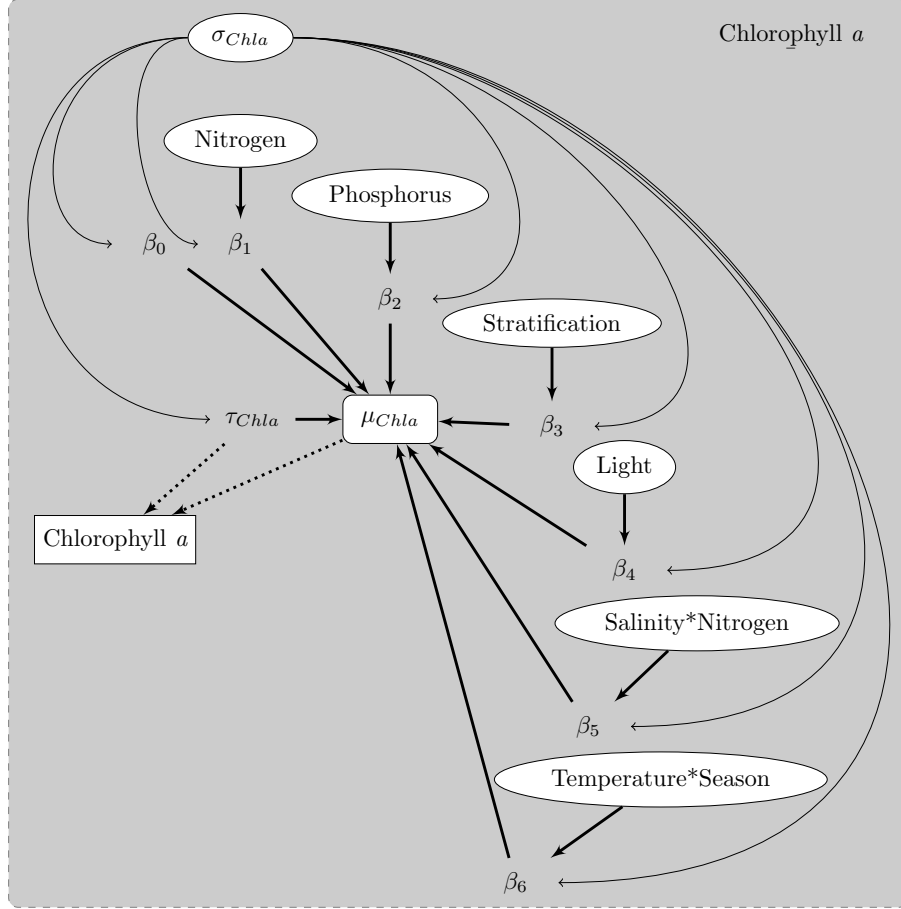 σ_Chla
Chlorophyll a
Nitrogen
Phosphorus
β_0
β_1
β_2
Stratification
τ_Chla
μ_Chla
β_3
Light
Chlorophyll a
β_4
Salinity*Nitrogen
β_5
Temperature*Season
β_6